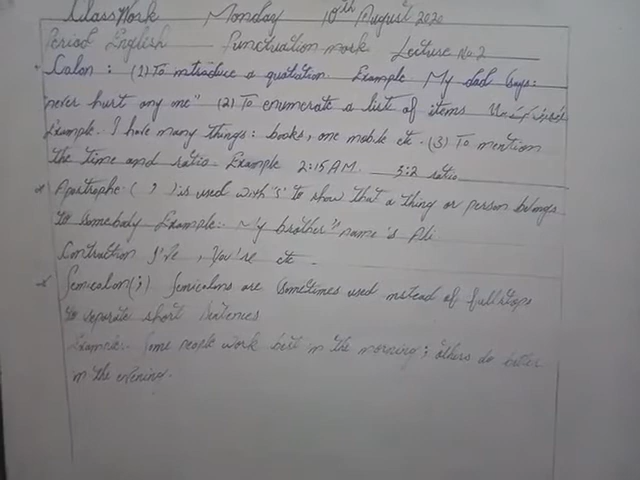 ClassWork Monday 10th August 2020
Period English Punctuation mark Lecture No 2
Colon : (1) To intraduce a quotation Example My dad says:
never hurt any one" (2) To enumerate a list of items
Example. I have many things: books, one mobile etc. (3) To mention
the time and ratio. Example 2:15 AM. 3:2 ratio
Apostrophe ( , ) is used with 's' to show that a thing or person belongs
to somebody Example:- My brother" name's Ali
Contraction I've, You're etc.
Semicolon(;) Semicolons are sometimes used instead of full stops
to separate short sentences
Example:- Some people work best in the morning; others do better
in the evening.